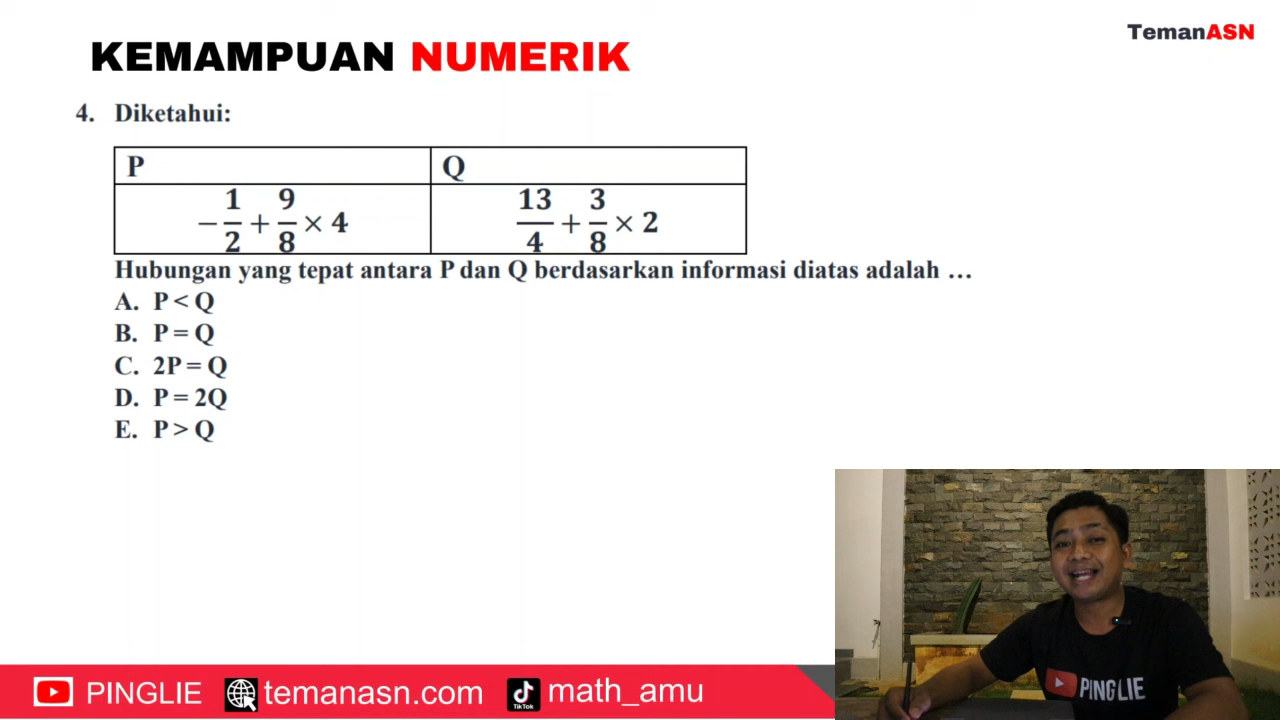 TemanASN
KEMAMPUAN NUMERIK
4. Diketahui:
P Q
-1/2 + 9/8 × 4
13/4 + 3/8 × 2
Hubungan yang tepat antara P dan Q berdasarkan informasi diatas adalah …
A. P < Q
B. P = Q
C. 2P = Q
D. P = 2Q
E. P > Q
PINGLIE
PINGLIE temanasn.com TikTok math_amu